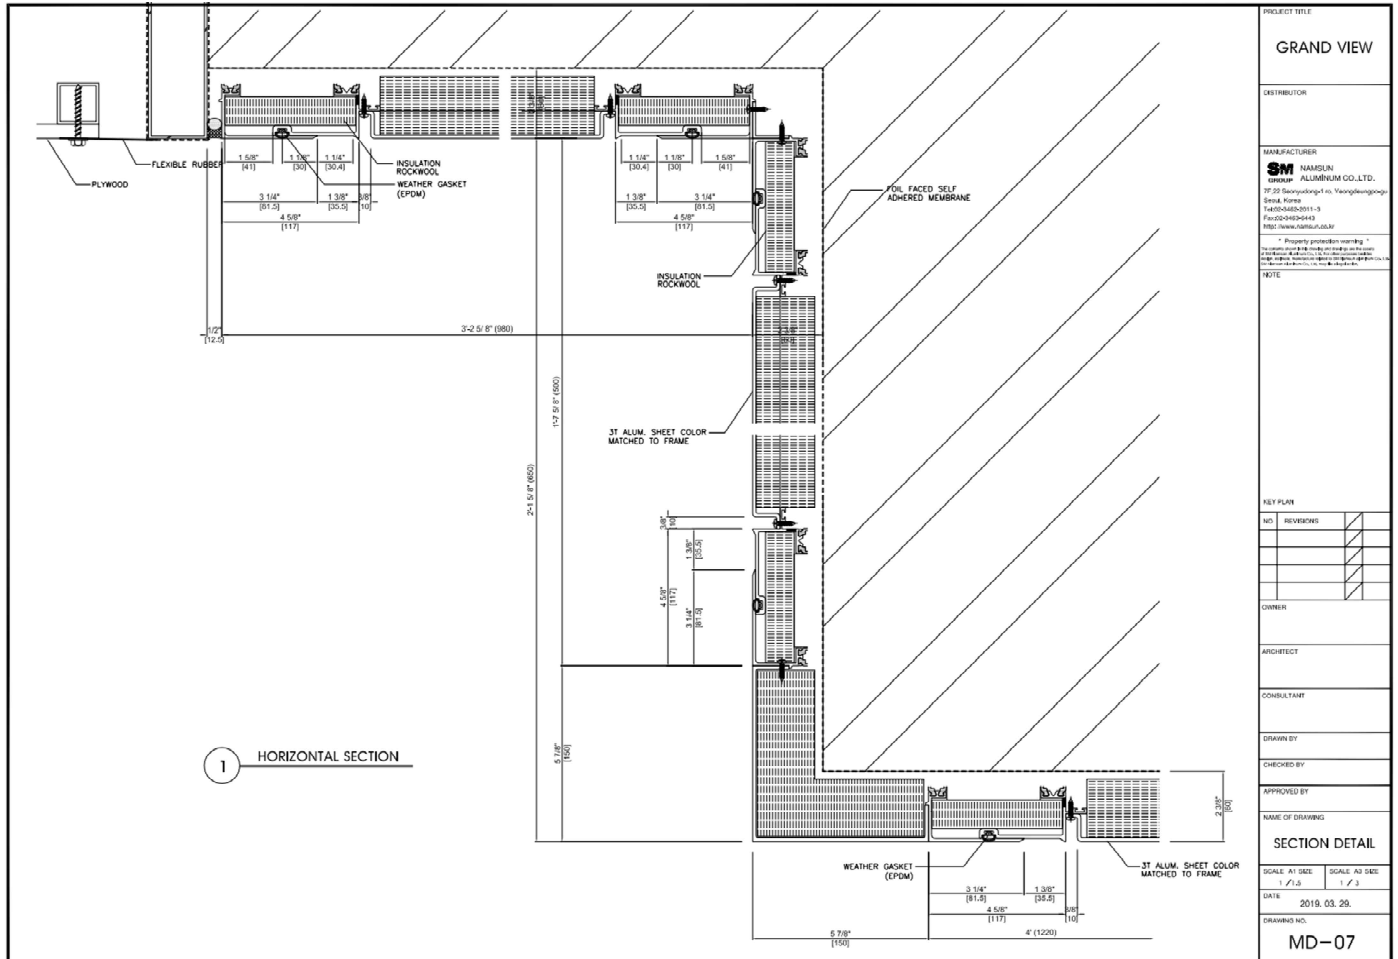 FLEXIBLE RUBBER
PLYWOOD
1 5/8"
[41]
1 1/8"
[30]
1 1/4"
[30.4]
INSULATION
ROCKWOOL
WEATHER GASKET
(EPDM)
3 1/4"
[81.5]
1 3/8"
[35.5]
3/8"
[10]
4 5/8"
[117]
1 1/4"
[30.4]
1 1/8"
[30]
1 5/8"
[41]
1 3/8"
[35.5]
3 1/4"
[81.5]
4 5/8"
[117]
FOIL FACED SELF
ADHERED MEMBRANE
INSULATION
ROCKWOOL
1/2"
[12.5]
3'-2 5/8" (980)
1'-7 5/8" (500)
2'-1 5/8" (650)
3T ALUM. SHEET COLOR
MATCHED TO FRAME
3/8"
[10]
1 3/8"
[35.5]
4 5/8"
[117]
3 1/4"
[81.5]
5 7/8"
[150]
1
HORIZONTAL SECTION
2 3/8"
[60]
WEATHER GASKET
(EPDM)
3T ALUM. SHEET COLOR
MATCHED TO FRAME
3 1/4"
[81.5]
1 3/8"
[35.5]
4 5/8"
[117]
3/8"
[10]
5 7/8"
[150]
4' (1220)
PROJECT TITLE
GRAND VIEW
DISTRIBUTOR
MANUFACTURER
SM GROUP
NAMSUN
ALUMINUM CO.,LTD.
7F,22 Seonyudong-1 ro, Yeongdeungpo-gu
Seoul, Korea
* Property protection warning *
NOTE
KEY PLAN
NO REVISIONS
OWNER
ARCHITECT
CONSULTANT
DRAWN BY
CHECKED BY
APPROVED BY
NAME OF DRAWING
SECTION DETAIL
SCALE A1 SIZE
1 / 1.5
SCALE A3 SIZE
1 / 3
DATE
2019. 03. 29.
DRAWING NO.
MD-07